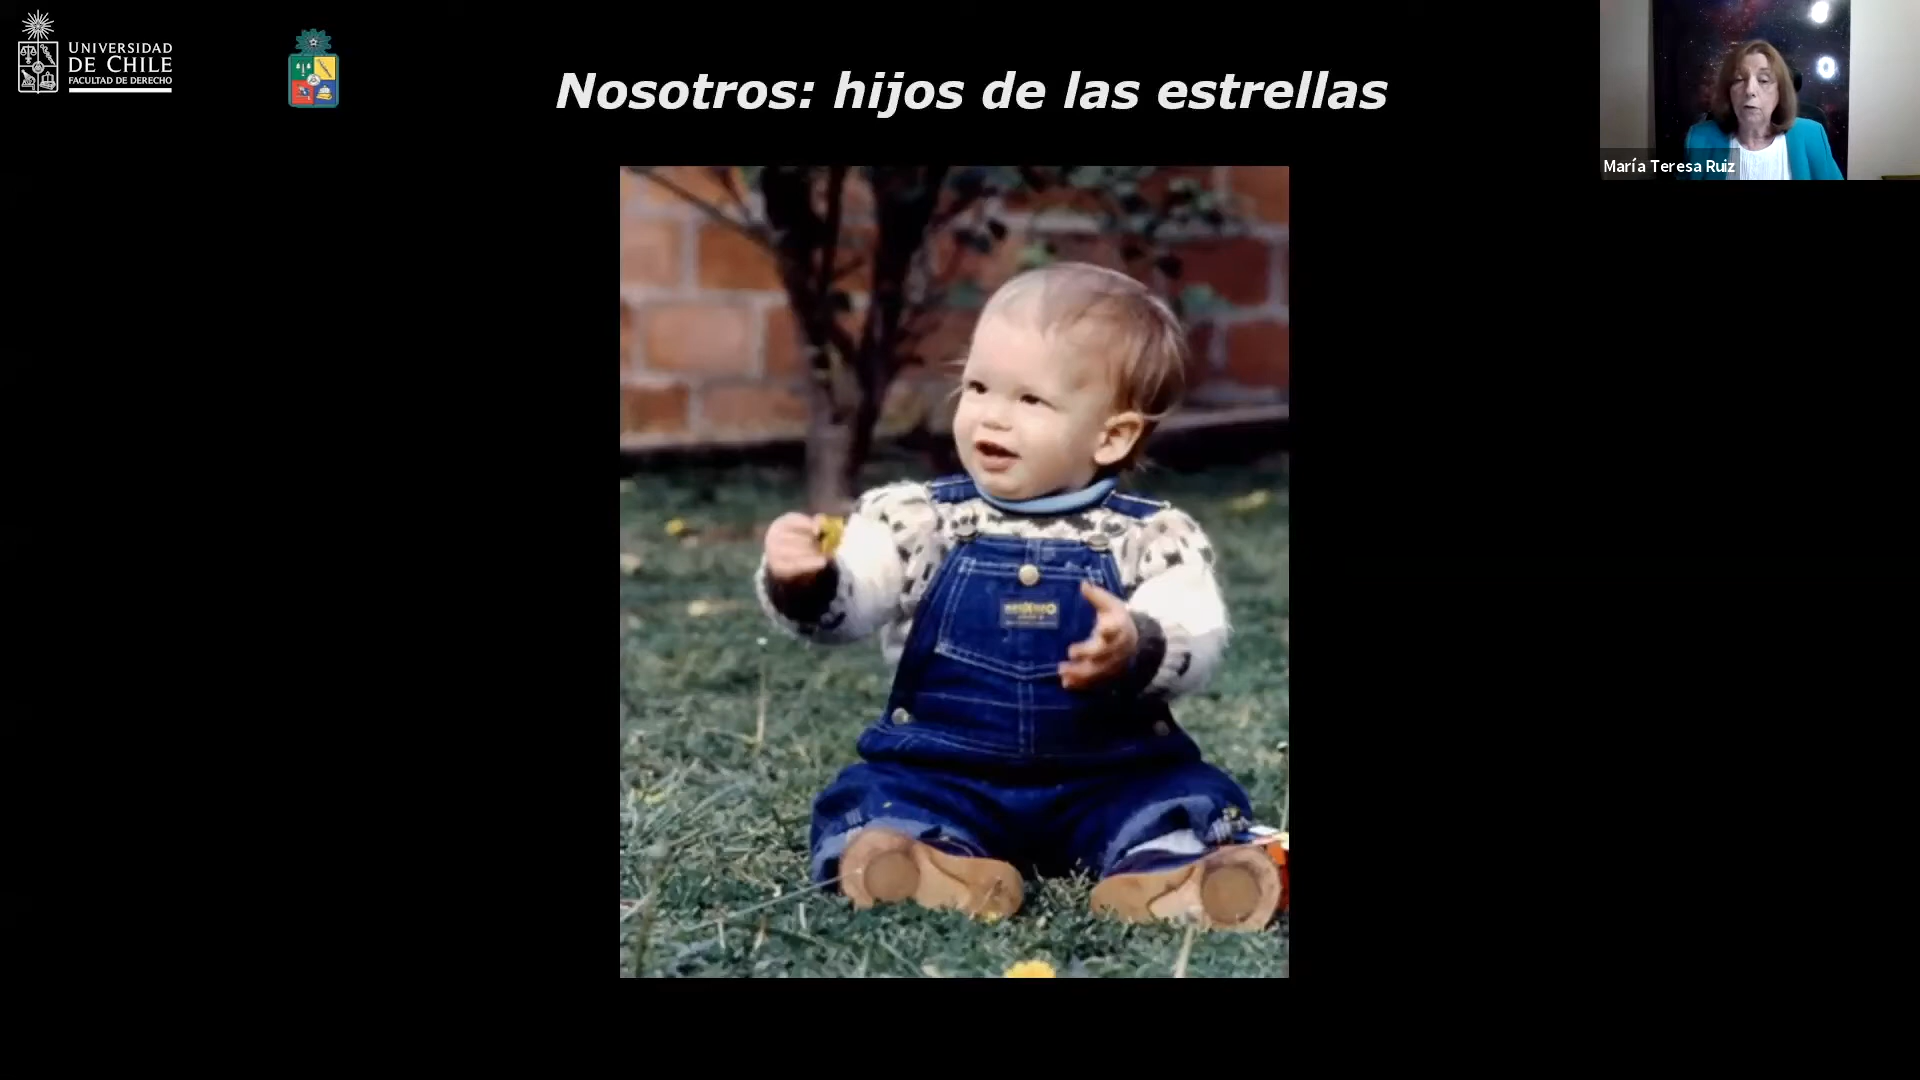 UNIVERSIDAD
DE CHILE
FACULTAD DE DERECHO
Nosotros: hijos de las estrellas
María Teresa Ruiz